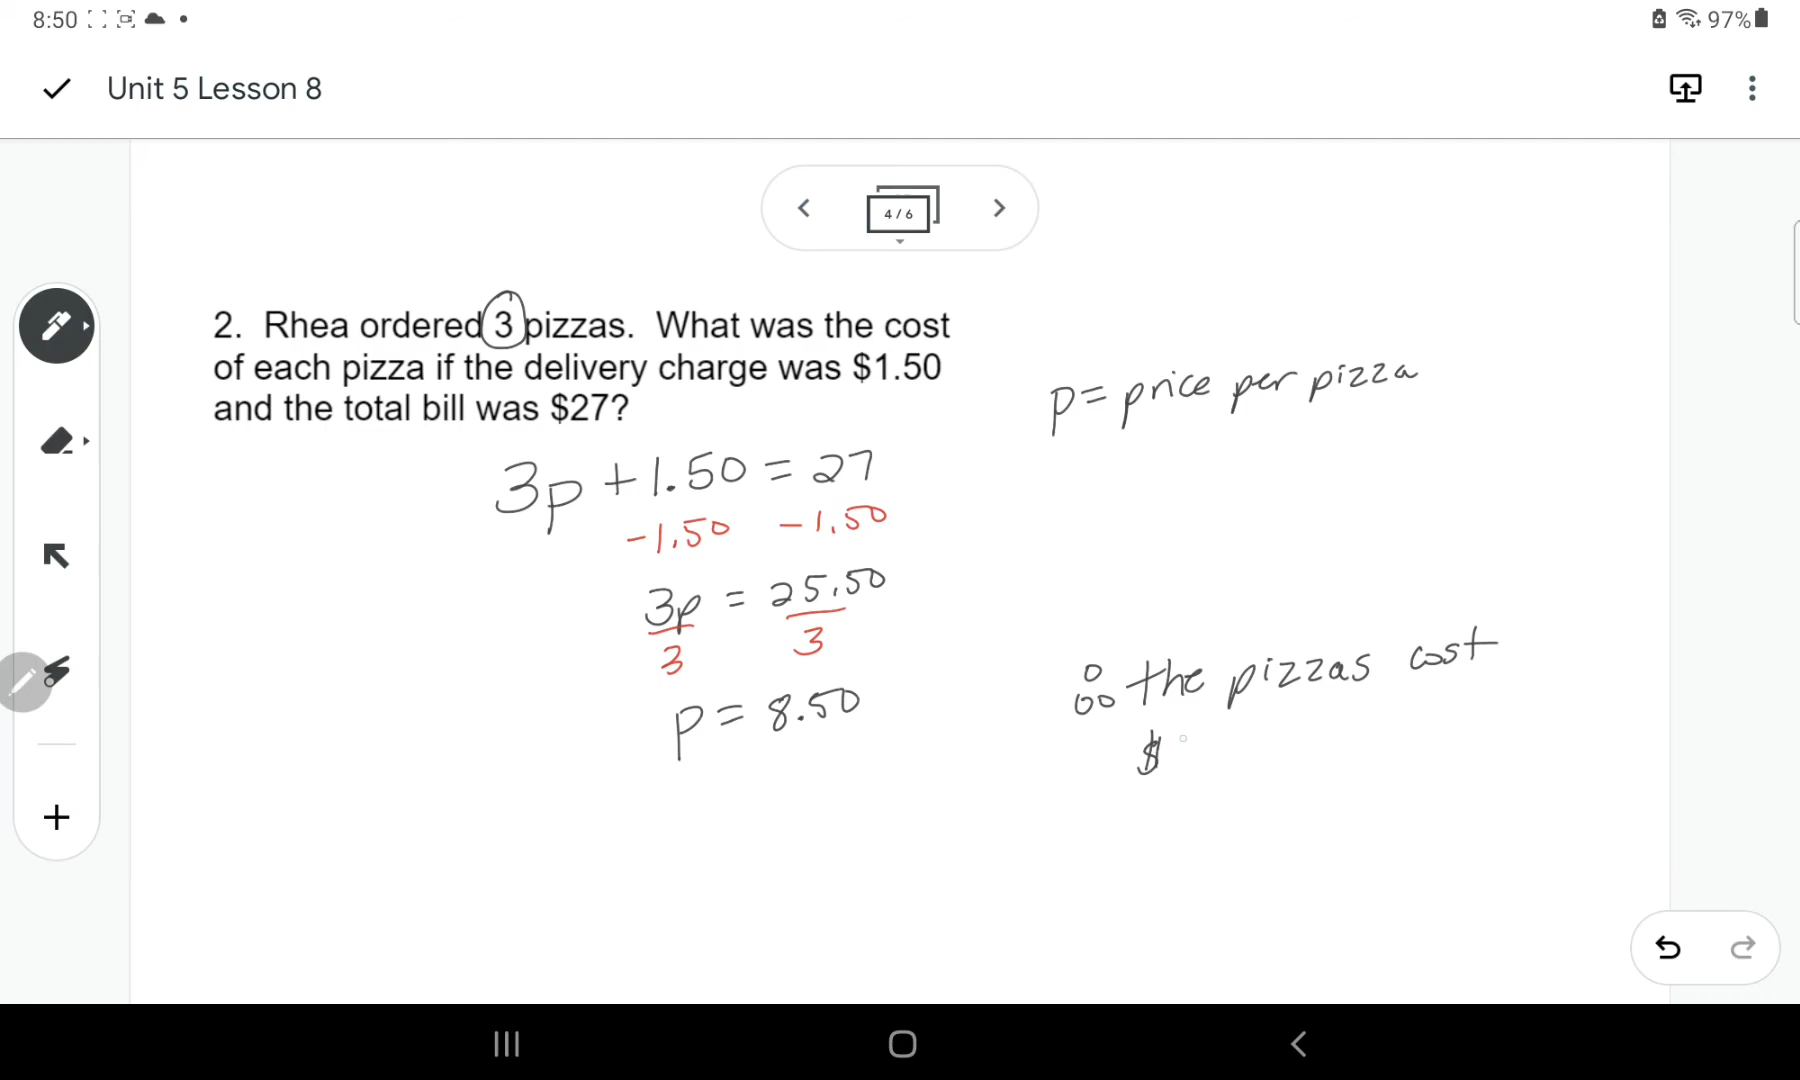 8:50
97%
Unit 5 Lesson 8
4 / 6
2. Rhea ordered 3 pizzas. What was the cost
of each pizza if the delivery charge was $1.50
and the total bill was $27?
p = price per pizza
3p + 1.50 = 27
-1.50 -1.50
3p = 25.50
3 3
p = 8.50
∴ the pizzas cost
$